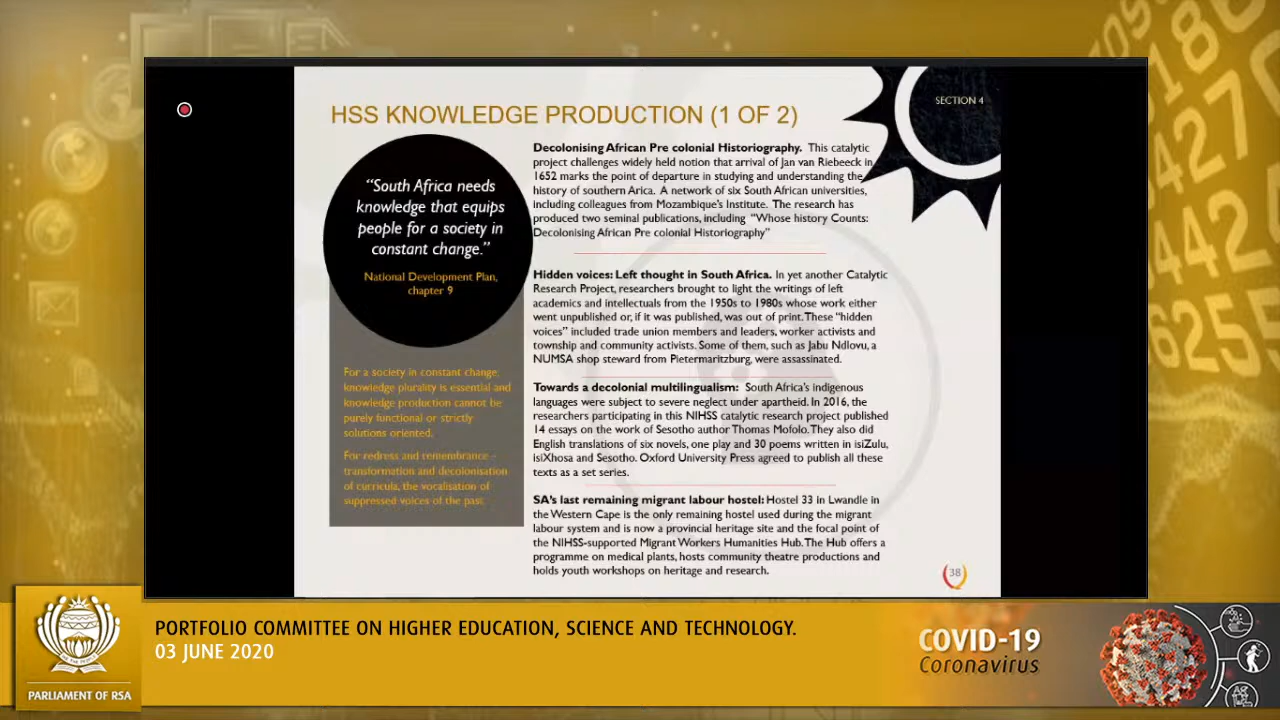 SECTION 4
HSS KNOWLEDGE PRODUCTION (1 OF 2)
“South Africa needs
knowledge that equips
people for a society in
constant change.”
National Development Plan,
chapter 9
For a society in constant change,
knowledge plurality is essential and
knowledge production cannot be
purely functional or strictly
solutions oriented.
For redress and remembrance –
transformation and decolonisation
of curricula, the vocalisation of
suppressed voices of the past.
Decolonising African Pre colonial Historiography. This catalytic
project challenges widely held notion that arrival of Jan van Riebeeck in
1652 marks the point of departure in studying and understanding the
history of southern Arica. A network of six South African universities,
including colleagues from Mozambique's Institute. The research has
produced two seminal publications, including “Whose history Counts:
Decolonising African Pre colonial Historiography”
Hidden voices: Left thought in South Africa. In yet another Catalytic
Research Project, researchers brought to light the writings of left
academics and intellectuals from the 1950s to 1980s whose work either
went unpublished or, if it was published, was out of print. These “hidden
voices” included trade union members and leaders, worker activists and
township and community activists. Some of them, such as Jabu Ndlovu, a
NUMSA shop steward from Pietermaritzburg, were assassinated.
Towards a decolonial multilingualism: South Africa's indigenous
languages were subject to severe neglect under apartheid. In 2016, the
researchers participating in this NIHSS catalytic research project published
14 essays on the work of Sesotho author Thomas Mofolo. They also did
English translations of six novels, one play and 30 poems written in isiZulu,
isiXhosa and Sesotho. Oxford University Press agreed to publish all these
texts as a set series.
SA's last remaining migrant labour hostel: Hostel 33 in Lwandle in
the Western Cape is the only remaining hostel used during the migrant
labour system and is now a provincial heritage site and the focal point of
the NIHSS-supported Migrant Workers Humanities Hub. The Hub offers a
programme on medical plants, hosts community theatre productions and
holds youth workshops on heritage and research.
38
PORTFOLIO COMMITTEE ON HIGHER EDUCATION, SCIENCE AND TECHNOLOGY.
03 JUNE 2020
PARLIAMENT OF RSA
COVID-19
Coronavirus